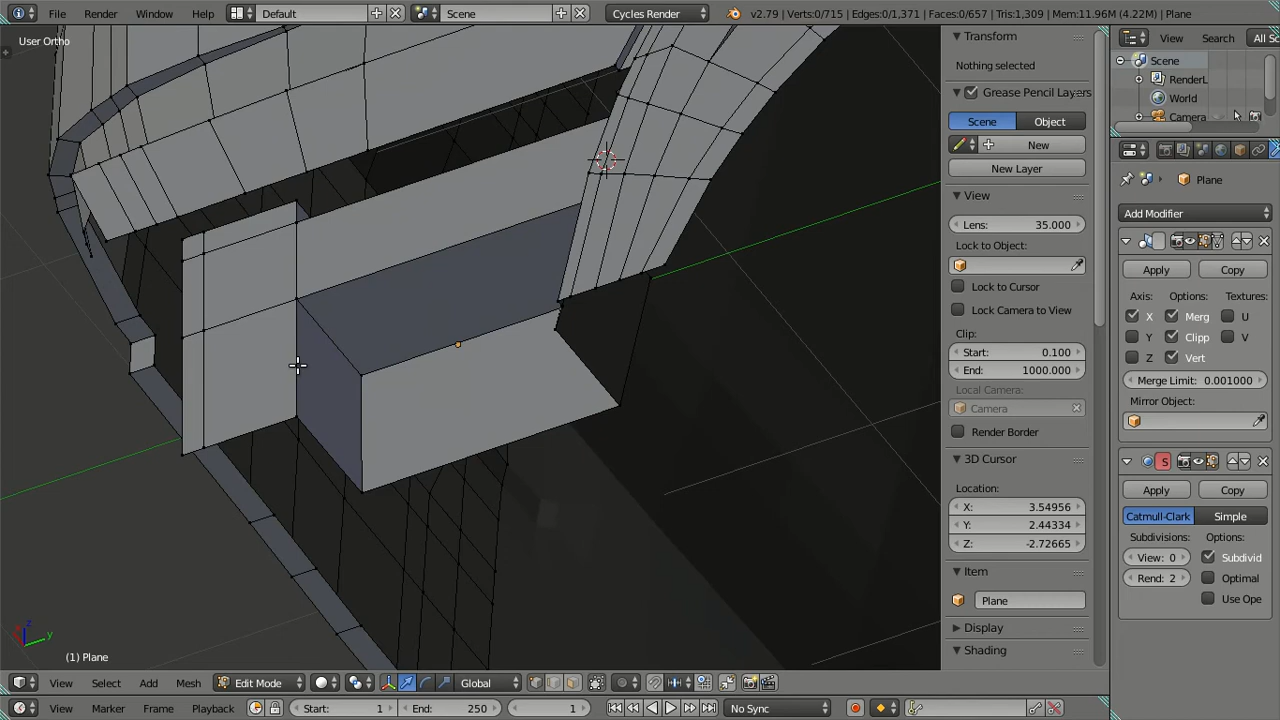 File Render Window Help Default Scene Cycles Render v2.79 | Verts:0/715 | Edges:0/1,371 | Faces:0/657 | Tris:1,309 | Mem:11.96M (4.22M) | Plane
User Ortho
Transform
Nothing selected
Grease Pencil Layers
Scene Object
New
New Layer
View
Lens: 35.000
Lock to Object:
Lock to Cursor
Lock Camera to View
Clip:
Start: 0.100
End: 1000.000
Local Camera:
Camera
Render Border
3D Cursor
Location:
X: 3.54956
Y: 2.44334
Z: -2.72665
Item
Plane
Display
Shading
View Search All Sc
Scene
RenderL
World
Camera
Plane
Add Modifier
Apply Copy
Axis: Options: Textures:
X Merg U
Y Clipp V
Z Vert
Merge Limit: 0.001000
Mirror Object:
S
Apply Copy
Catmull-Clark Simple
Subdivisions: Options:
View: 0 Subdivid
Rend: 2 Optimal
Use Ope
z
y
(1) Plane
View Select Add Mesh Edit Mode Global
View Marker Frame Playback Start: 1 End: 250 1 No Sync